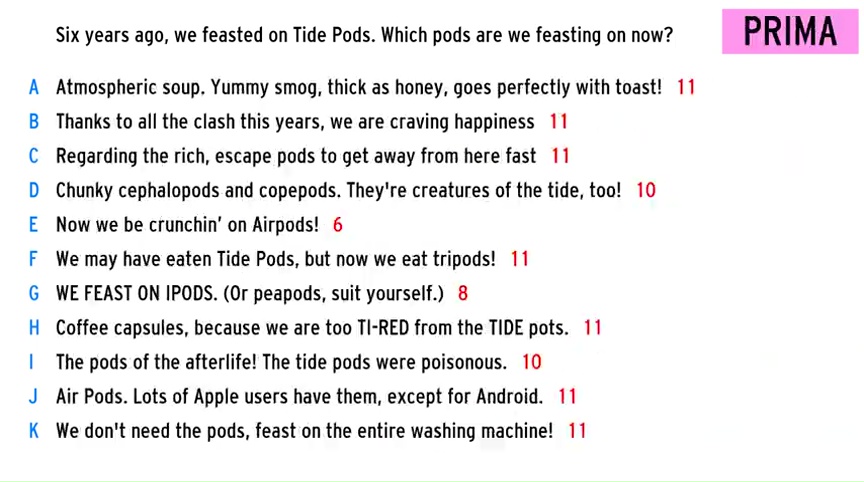 Six years ago, we feasted on Tide Pods. Which pods are we feasting on now?
PRIMA
A Atmospheric soup. Yummy smog, thick as honey, goes perfectly with toast! 11
B Thanks to all the clash this years, we are craving happiness 11
C Regarding the rich, escape pods to get away from here fast 11
D Chunky cephalopods and copepods. They're creatures of the tide, too! 10
E Now we be crunchin' on Airpods! 6
F We may have eaten Tide Pods, but now we eat tripods! 11
G WE FEAST ON IPODS. (Or peapods, suit yourself.) 8
H Coffee capsules, because we are too TI-RED from the TIDE pots. 11
I The pods of the afterlife! The tide pods were poisonous. 10
J Air Pods. Lots of Apple users have them, except for Android. 11
K We don't need the pods, feast on the entire washing machine! 11